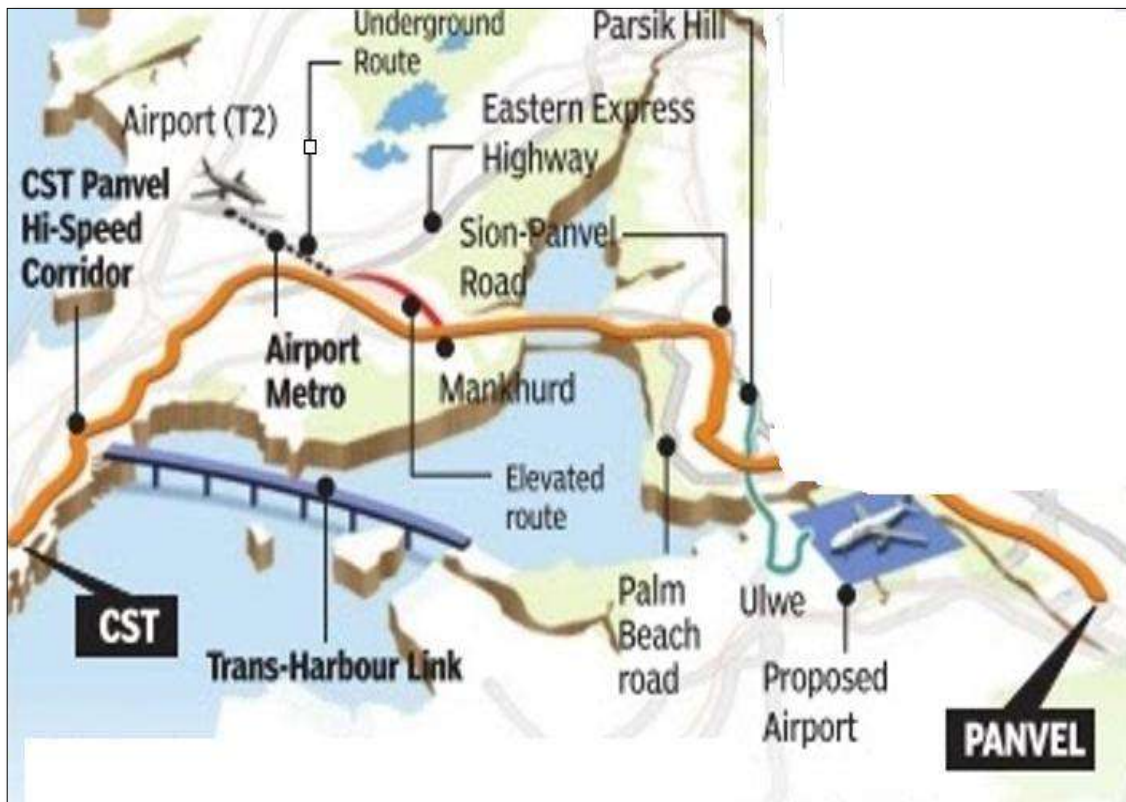 Underground
Route
Parsik Hill
Airport (T2)
Eastern Express
Highway
CST Panvel
Hi-Speed
Corridor
Sion-Panvel
Road
Airport
Metro
Mankhurd
Elevated
route
CST
Trans-Harbour Link
Palm
Beach
road
Ulwe
Proposed
Airport
PANVEL